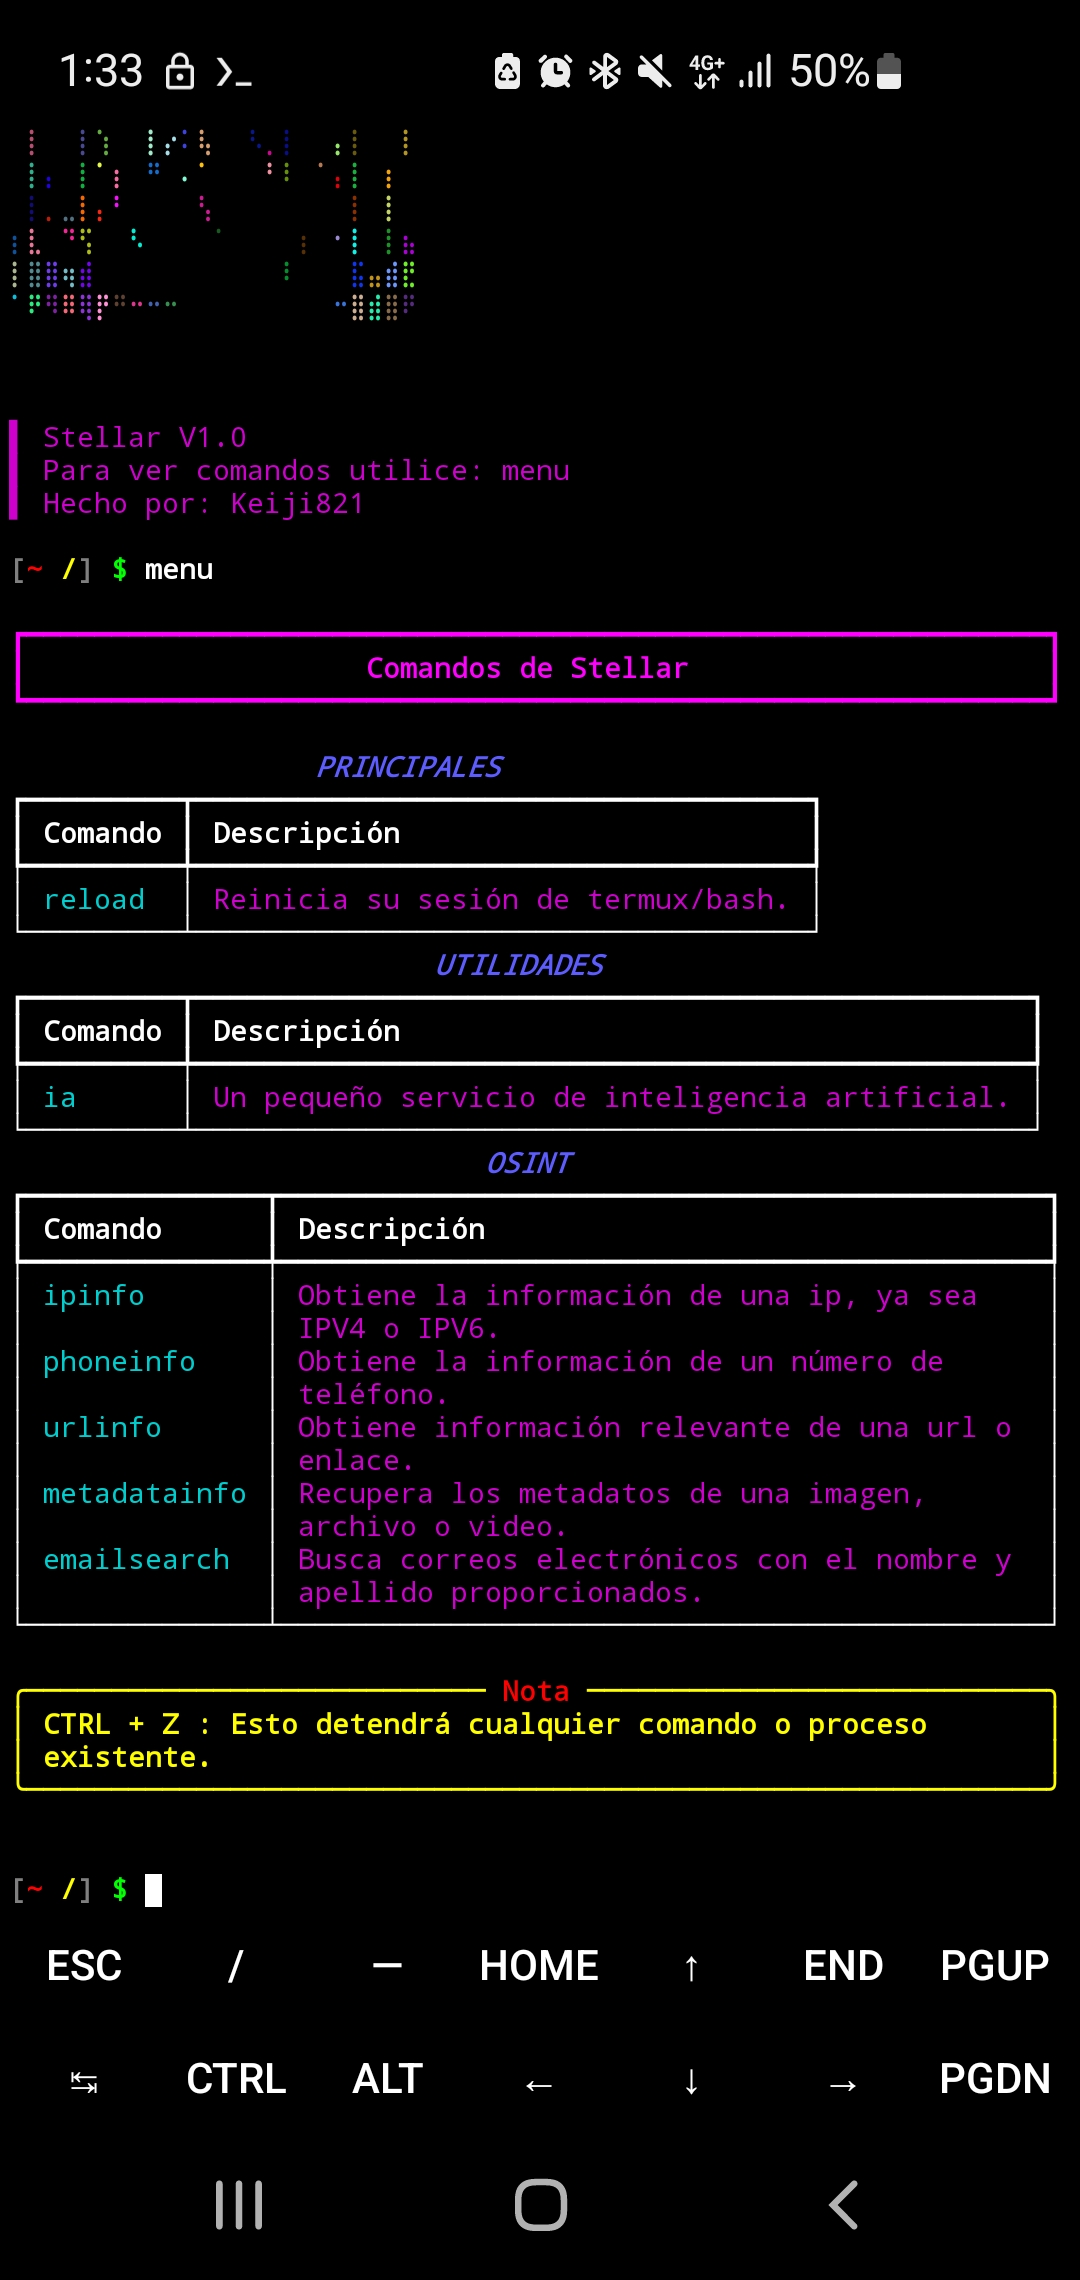 1:33 4G+ 50%
Stellar V1.0
Para ver comandos utilice: menu
Hecho por: Keiji821
[~ /] $ menu
Comandos de Stellar
PRINCIPALES
Comando Descripción
reload Reinicia su sesión de termux/bash.
UTILIDADES
Comando Descripción
ia Un pequeño servicio de inteligencia artificial.
OSINT
Comando Descripción
ipinfo Obtiene la información de una ip, ya sea
IPV4 o IPV6.
phoneinfo Obtiene la información de un número de
teléfono.
urlinfo Obtiene información relevante de una url o
enlace.
metadatainfo Recupera los metadatos de una imagen,
archivo o video.
emailsearch Busca correos electrónicos con el nombre y
apellido proporcionados.
Nota
CTRL + Z : Esto detendrá cualquier comando o proceso
existente.
[~ /] $
ESC / — HOME ↑ END PGUP
↹ CTRL ALT ← ↓ → PGDN